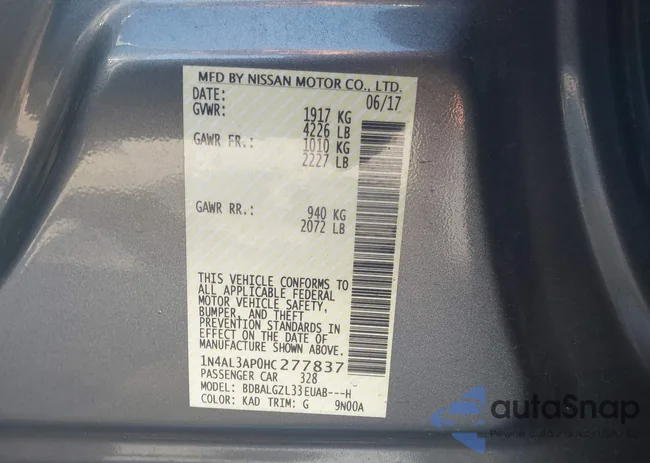 MFD BY NISSAN MOTOR CO., LTD.
DATE: 06/17
GVWR: 1917 KG
4226 LB
GAWR FR.: 1010 KG
2227 LB
GAWR RR.: 940 KG
2072 LB
THIS VEHICLE CONFORMS TO
ALL APPLICABLE FEDERAL
MOTOR VEHICLE SAFETY,
BUMPER, AND THEFT
PREVENTION STANDARDS IN
EFFECT ON THE DATE OF
MANUFACTURE SHOWN ABOVE.
1N4AL3AP0HC277837
PASSENGER CAR 328
MODEL: BDBALGZL33EUAB---H
COLOR: KAD TRIM: G 9N00A
autoSnap